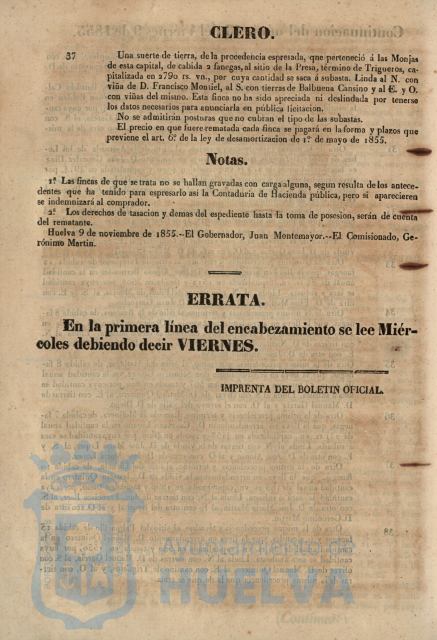 CLERO.
37 Una suerte de tierra, de la procedencia espresada, que perteneció á las Monjas
de esta capital, de cabida 2 fanegas, al sitio de la Presa, término de Trigueros, ca-
pitalizada en 2790 rs. vn., por cuya cantidad se saca á subasta. Linda al N. con
viña de D. Francisco Montiel, al S. con tierras de Balbuena Cansino y al E. y O.
con viñas del mismo. Esta finca no ha sido apreciada ni deslindada por tenerse
los datos necesarios para enunciarla en pública licitacion.
No se admitirán posturas que no cubran el tipo de las subastas.
El precio en que fuere rematada cada finca se pagará en la forma y plazos que
previene el art. 6.º de la ley de desamortizacion de 1.º de mayo de 1855.
Notas.
1.ª Las fincas de que se trata no se hallan gravadas con carga alguna, segun resulta de los antece-
dentes que ha tenido para espresarlo así la Contaduría de Hacienda pública, pero si aparecieren
se indemnizará al comprador.
2.ª Los derechos de tasacion y demas del espediente hasta la toma de posesion, serán de cuenta
del rematante.
Huelva 9 de noviembre de 1855.--El Gobernador, Juan Montemayor.--El Comisionado, Ge-
rónimo Martin.
ERRATA.
En la primera línea del encabezamiento se lee Miér-
coles debiendo decir VIERNES.
IMPRENTA DEL BOLETIN OFICIAL.
Ayuntamiento de
HUELVA